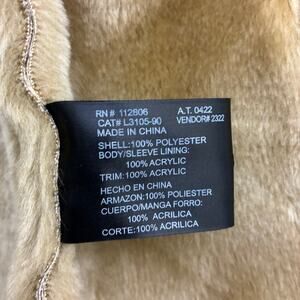 RN # 112806 A.T. 0422
CAT# L3105-90 VENDOR# 2322
MADE IN CHINA
SHELL:100% POLYESTER
BODY/SLEEVE LINING:
100% ACRYLIC
TRIM:100% ACRYLIC
HECHO EN CHINA
ARMAZON:100% POLIESTER
CUERPO/MANGA FORRO:
100% ACRILICA
CORTE:100% ACRILICA